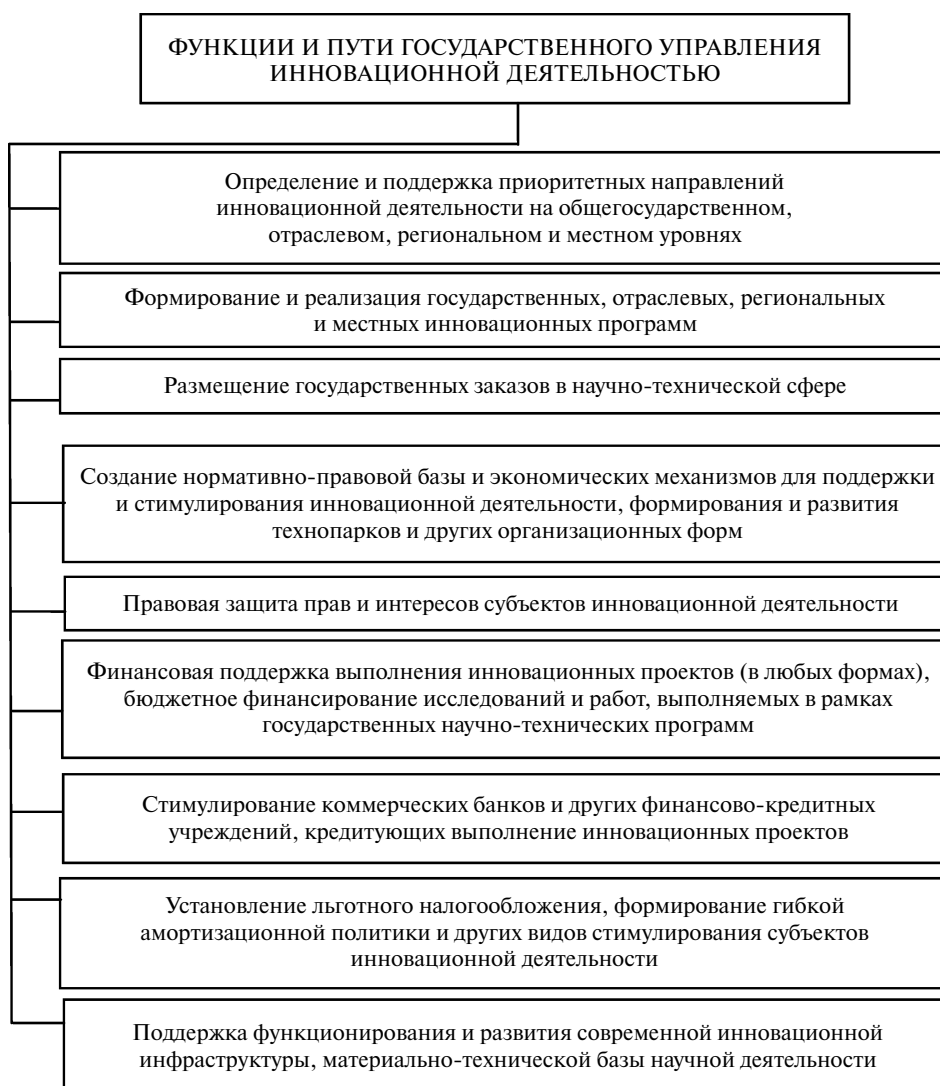 ФУНКЦИИ И ПУТИ ГОСУДАРСТВЕННОГО УПРАВЛЕНИЯ
ИННОВАЦИОННОЙ ДЕЯТЕЛЬНОСТЬЮ
Определение и поддержка приоритетных направлений
инновационной деятельности на общегосударственном,
отраслевом, региональном и местном уровнях
Формирование и реализация государственных, отраслевых, региональных
и местных инновационных программ
Размещение государственных заказов в научно-технической сфере
Создание нормативно-правовой базы и экономических механизмов для поддержки
и стимулирования инновационной деятельности, формирования и развития
технопарков и других организационных форм
Правовая защита прав и интересов субъектов инновационной деятельности
Финансовая поддержка выполнения инновационных проектов (в любых формах),
бюджетное финансирование исследований и работ, выполняемых в рамках
государственных научно-технических программ
Стимулирование коммерческих банков и других финансово-кредитных
учреждений, кредитующих выполнение инновационных проектов
Установление льготного налогообложения, формирование гибкой
амортизационной политики и других видов стимулирования субъектов
инновационной деятельности
Поддержка функционирования и развития современной инновационной
инфраструктуры, материально-технической базы научной деятельности